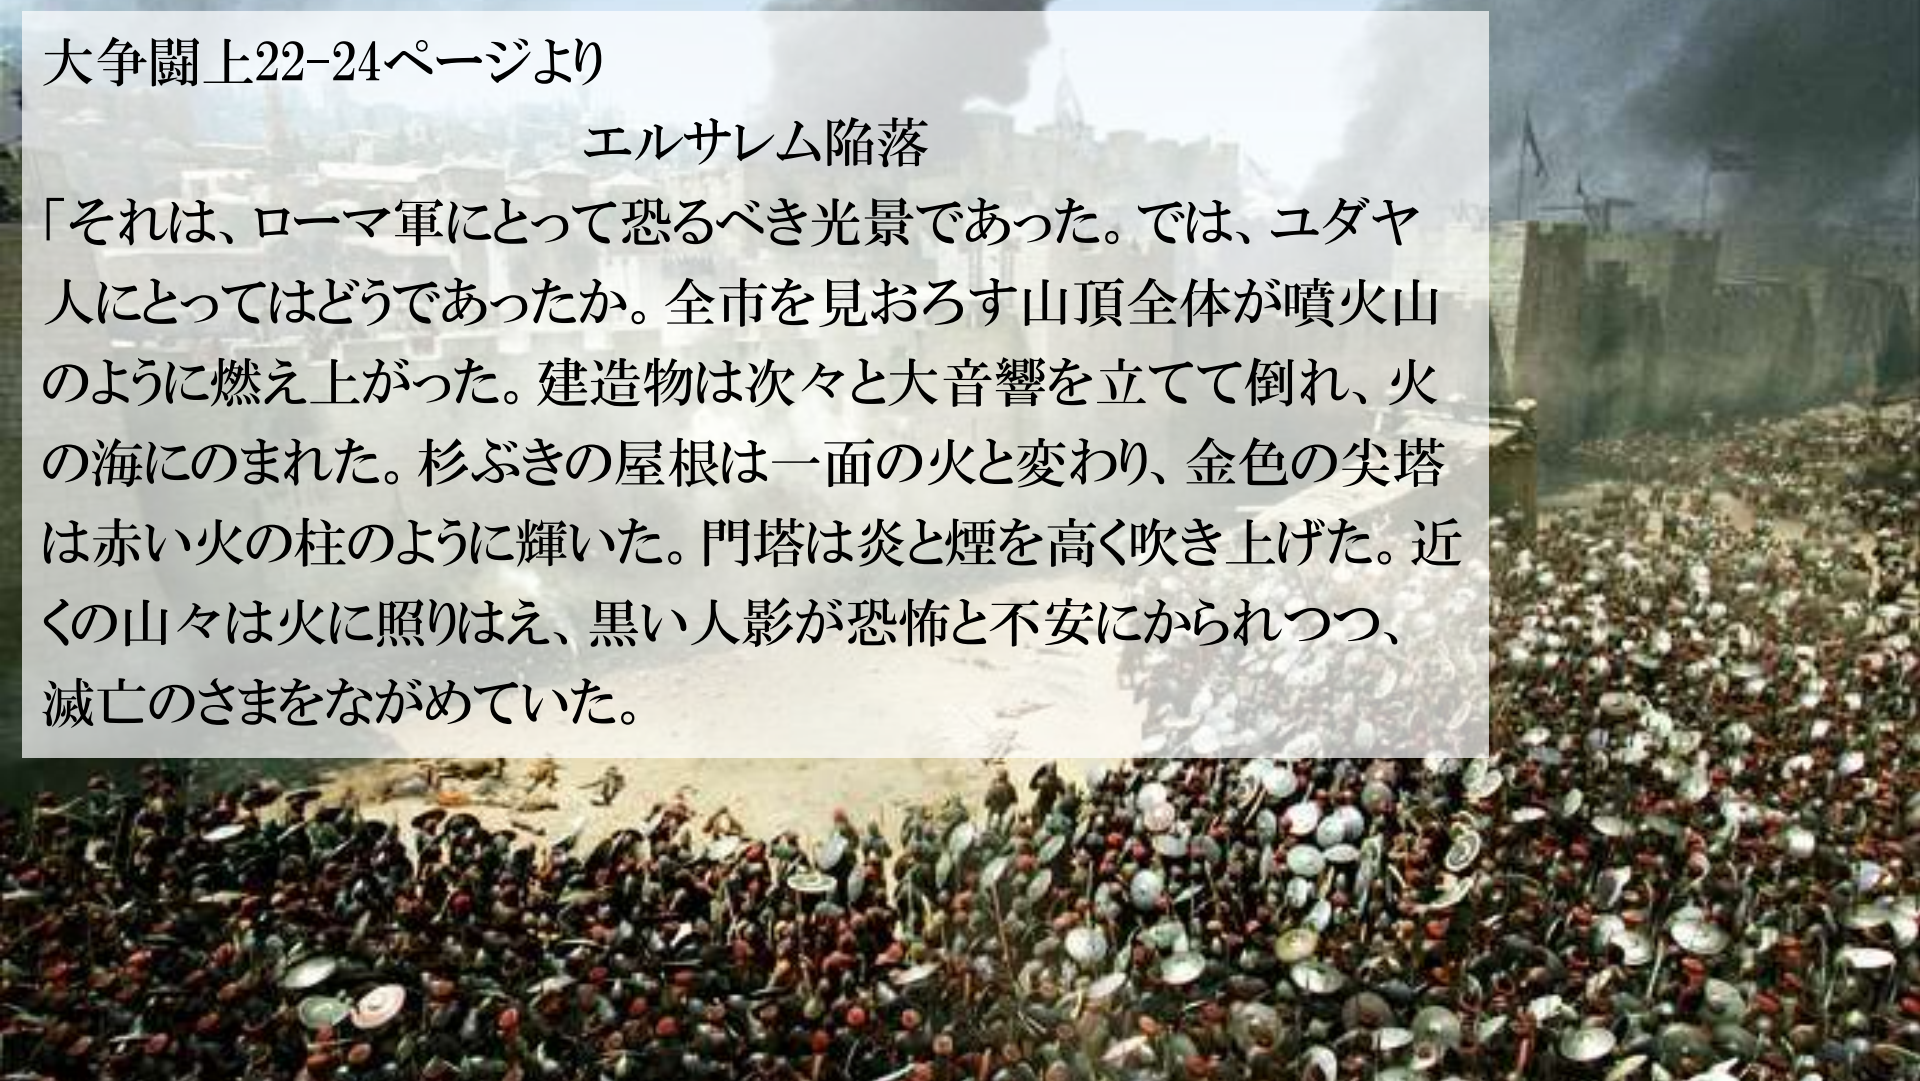 大争闘上22-24ページより
エルサレム陥落
「それは、ローマ軍にとって恐るべき光景であった。では、ユダヤ
人にとってはどうであったか。全市を見おろす山頂全体が噴火山
のように燃え上がった。建造物は次々と大音響を立てて倒れ、火
の海にのまれた。杉ぶきの屋根は一面の火と変わり、金色の尖塔
は赤い火の柱のように輝いた。門塔は炎と煙を高く吹き上げた。近
くの山々は火に照りはえ、黒い人影が恐怖と不安にかられつつ、
滅亡のさまをながめていた。